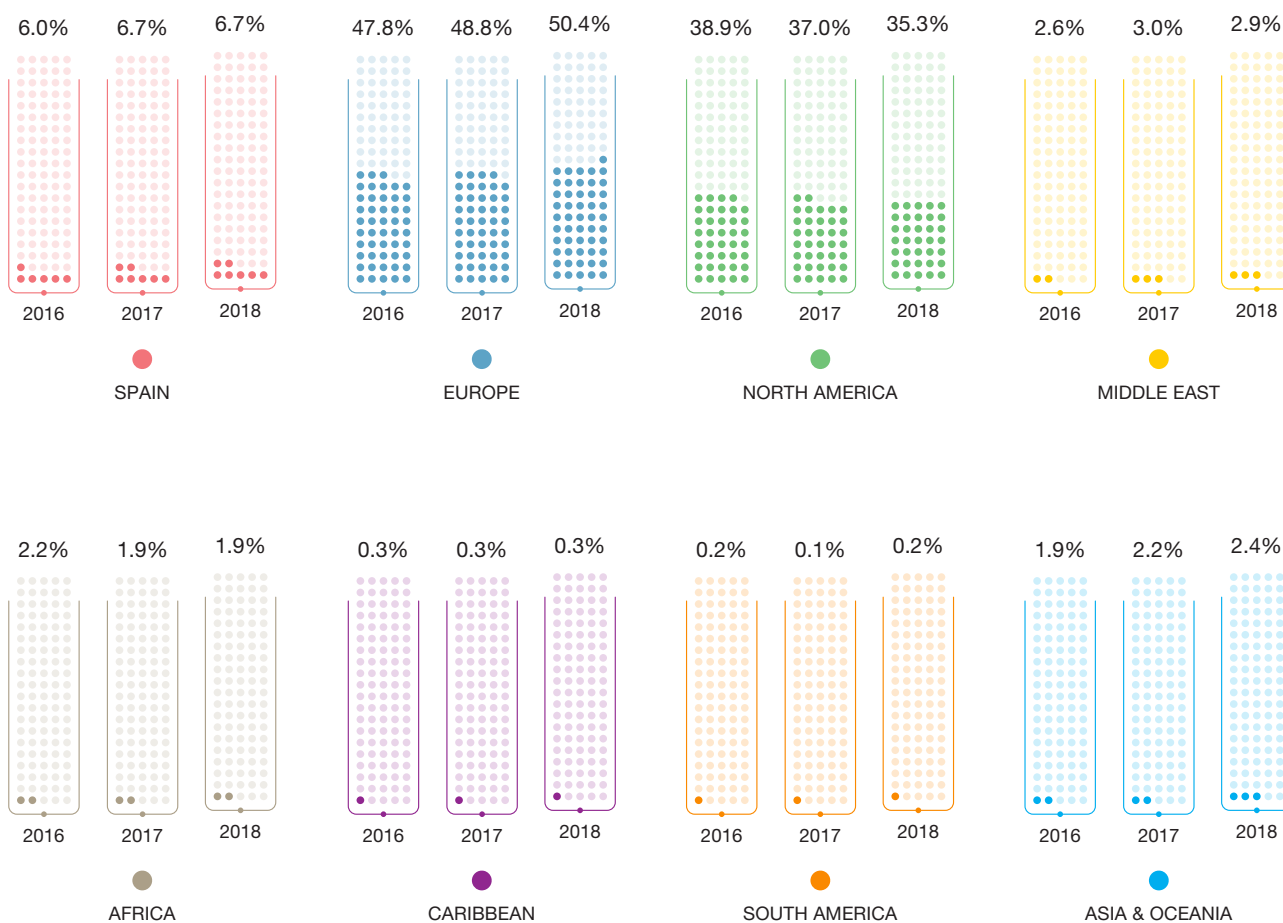 6.0% 6.7% 6.7% 47.8% 48.8% 50.4% 38.9% 37.0% 35.3% 2.6% 3.0% 2.9%
2016 2017 2018 2016 2017 2018 2016 2017 2018 2016 2017 2018
SPAIN EUROPE NORTH AMERICA MIDDLE EAST
2.2% 1.9% 1.9% 0.3% 0.3% 0.3% 0.2% 0.1% 0.2% 1.9% 2.2% 2.4%
2016 2017 2018 2016 2017 2018 2016 2017 2018 2016 2017 2018
AFRICA CARIBBEAN SOUTH AMERICA ASIA & OCEANIA